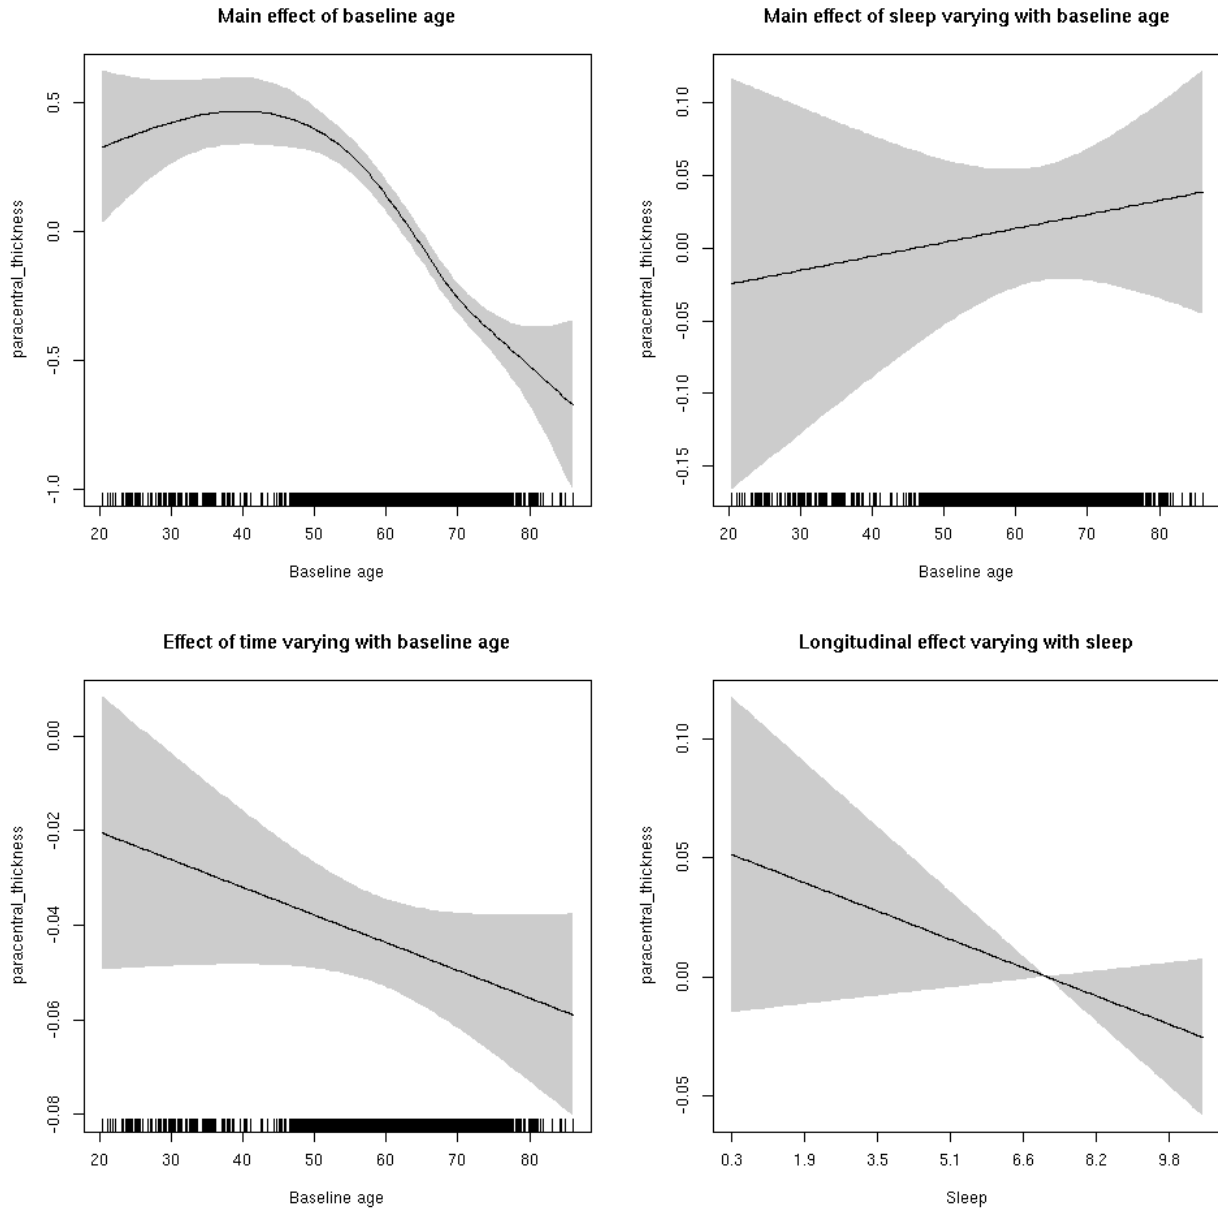 Main effect of baseline age
paracentral_thickness
0.5
0.0
-0.5
-1.0
20 30 40 50 60 70 80
Baseline age
Main effect of sleep varying with baseline age
paracentral_thickness
0.10
0.05
0.00
-0.05
-0.10
-0.15
20 30 40 50 60 70 80
Baseline age
Effect of time varying with baseline age
paracentral_thickness
0.00
-0.02
-0.04
-0.06
-0.08
20 30 40 50 60 70 80
Baseline age
Longitudinal effect varying with sleep
paracentral_thickness
0.10
0.05
0.00
-0.05
0.3 1.9 3.5 5.1 6.6 8.2 9.8
Sleep